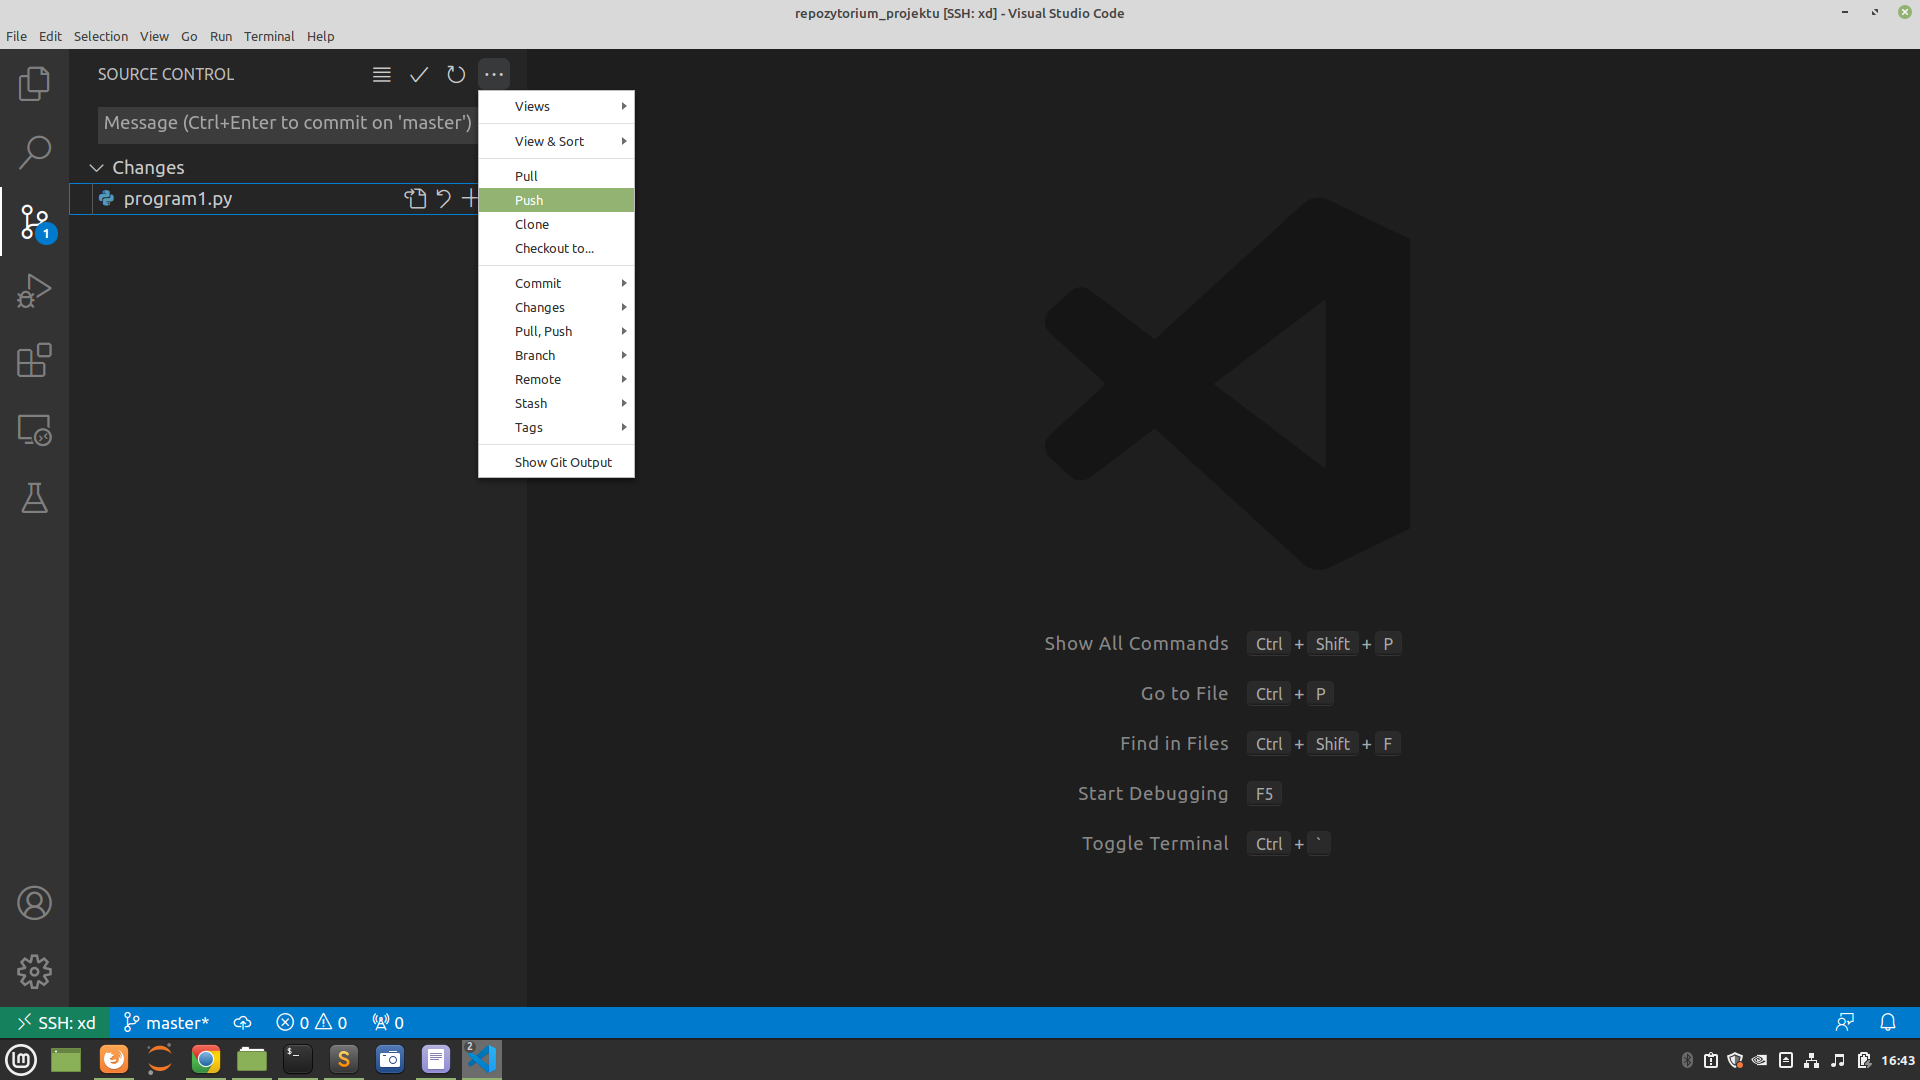 repozytorium_projektu [SSH: xd] - Visual Studio Code
File Edit Selection View Go Run Terminal Help
SOURCE CONTROL
Message (Ctrl+Enter to commit on 'master')
Changes
program1.py
1
Views
View & Sort
Pull
Push
Clone
Checkout to...
Commit
Changes
Pull, Push
Branch
Remote
Stash
Tags
Show Git Output
Show All Commands Ctrl + Shift + P
Go to File Ctrl + P
Find in Files Ctrl + Shift + F
Start Debugging F5
Toggle Terminal Ctrl + `
SSH: xd master* 0 0 0
$_ S 2 16:43